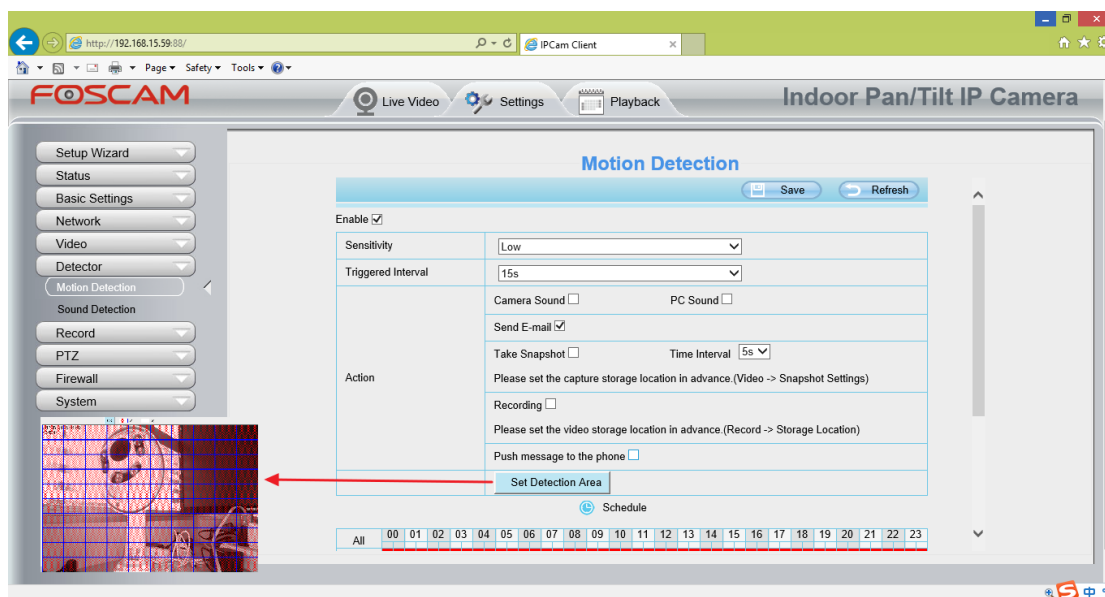 http://192.168.15.59:88/
IPCam Client
Page Safety Tools
FOSCAM
Live Video
Settings
Playback
Indoor Pan/Tilt IP Camera
Setup Wizard
Status
Basic Settings
Network
Video
Detector
Motion Detection
Sound Detection
Record
PTZ
Firewall
System
Motion Detection
Save
Refresh
Enable
Sensitivity
Low
Triggered Interval
15s
Action
Camera Sound
PC Sound
Send E-mail
Take Snapshot
Time Interval 5s
Please set the capture storage location in advance.(Video -> Snapshot Settings)
Recording
Please set the video storage location in advance.(Record -> Storage Location)
Push message to the phone
Set Detection Area
Schedule
All 00 01 02 03 04 05 06 07 08 09 10 11 12 13 14 15 16 17 18 19 20 21 22 23
中